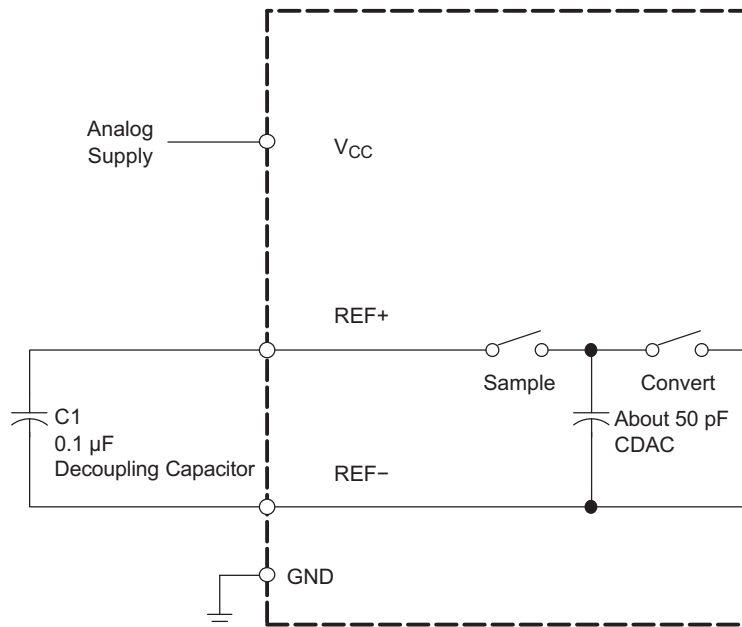 Analog
Supply
VCC
REF+
Sample
Convert
C1
0.1 µF
Decoupling Capacitor
About 50 pF
CDAC
REF−
GND